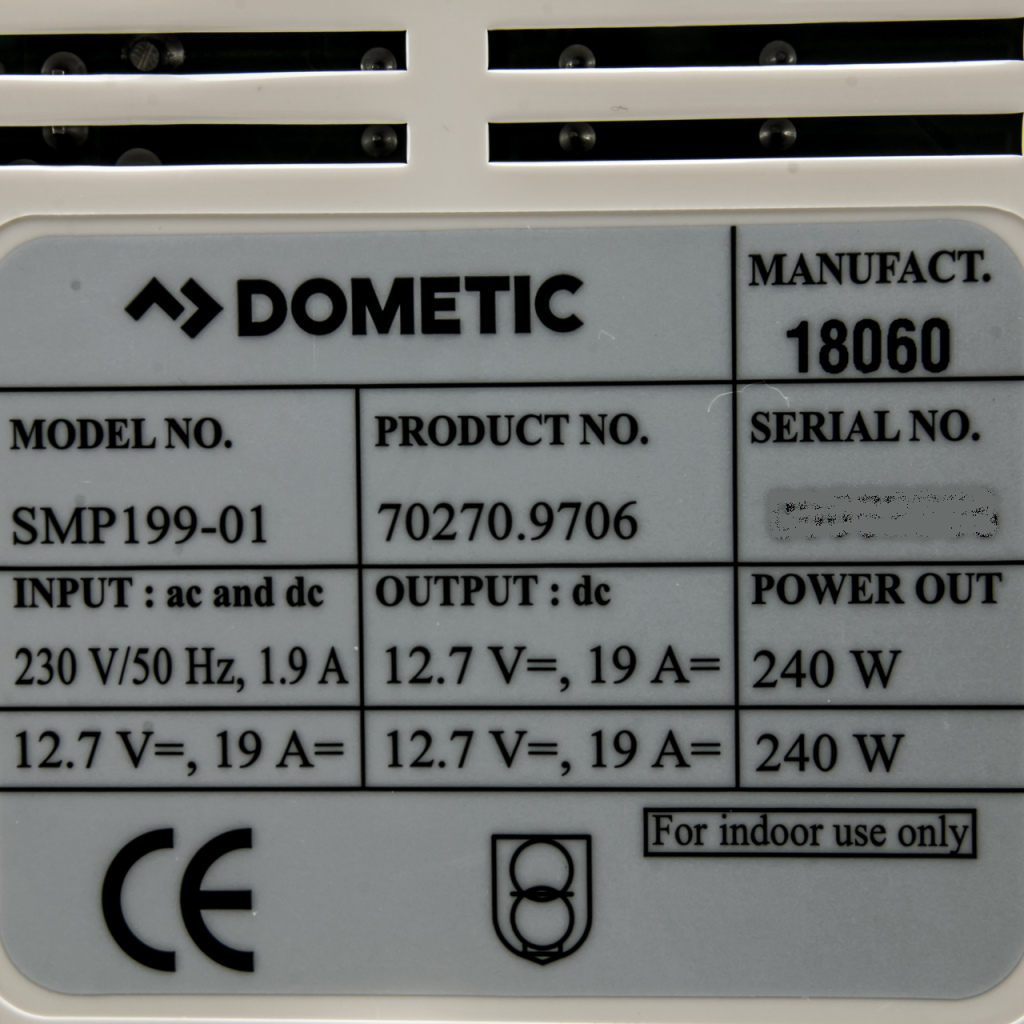 DOMETIC
MANUFACT.
18060
MODEL NO.
SMP199-01
PRODUCT NO.
70270.9706
SERIAL NO.
INPUT : ac and dc
230 V/50 Hz, 1.9 A
OUTPUT : dc
12.7 V=, 19 A=
POWER OUT
240 W
12.7 V=, 19 A=
12.7 V=, 19 A=
240 W
For indoor use only
CE